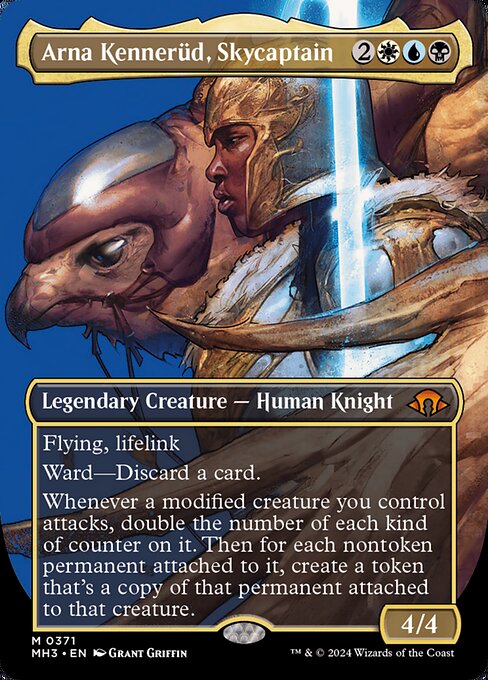 Arna Kennerüd, Skycaptain 2
Legendary Creature — Human Knight
Flying, lifelink
Ward—Discard a card.
Whenever a modified creature you control
attacks, double the number of each kind
of counter on it. Then for each nontoken
permanent attached to it, create a token
that's a copy of that permanent attached
to that creature.
4/4
M 0371
MH3 • EN Grant Griffin ™ & © 2024 Wizards of the Coast